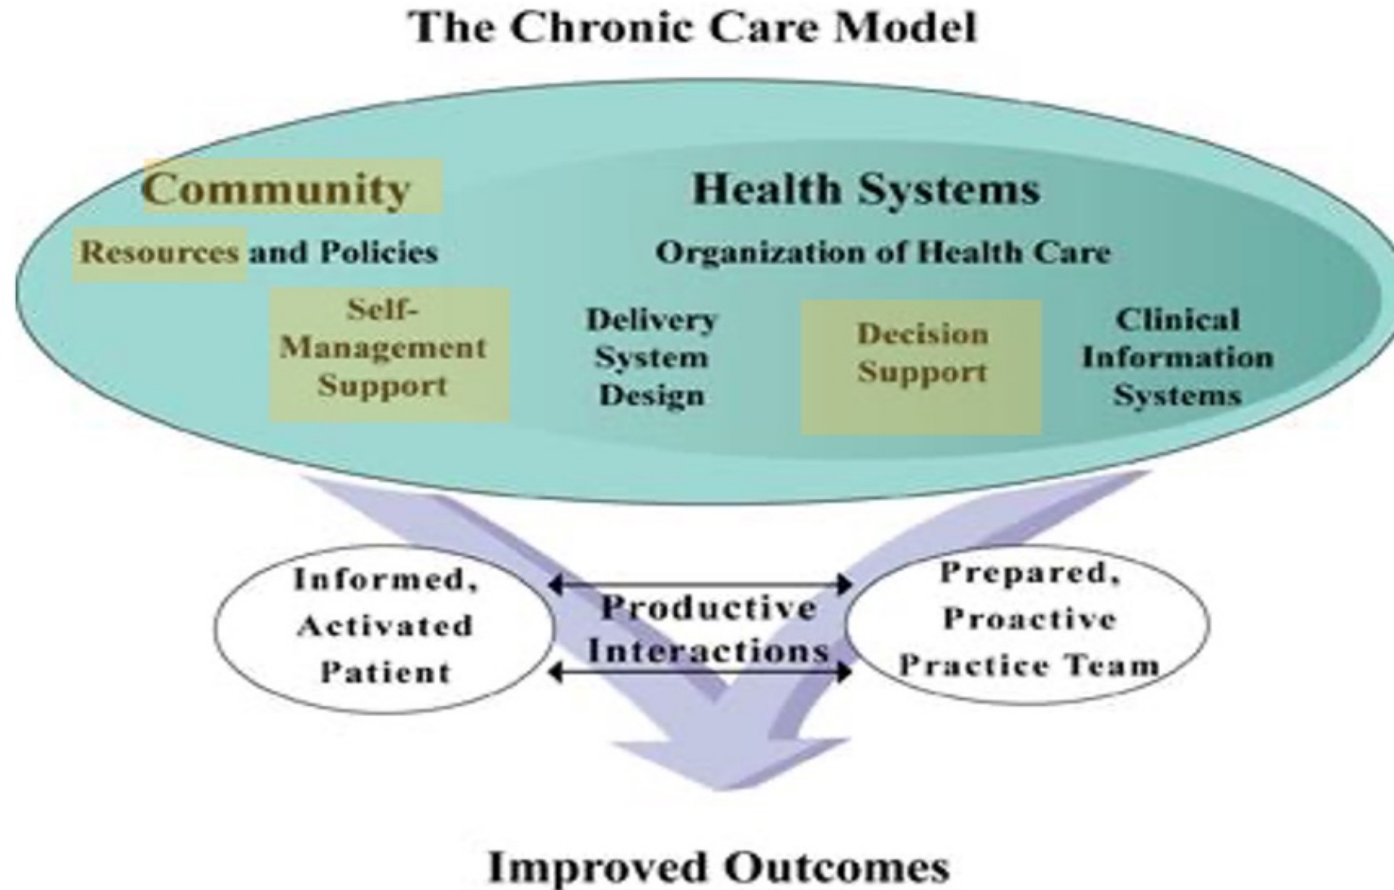 The Chronic Care Model
Community
Resources and Policies
Health Systems
Organization of Health Care
Self-
Management
Support
Delivery
System
Design
Decision
Support
Clinical
Information
Systems
Informed,
Activated
Patient
Productive
Interactions
Prepared,
Proactive
Practice Team
Improved Outcomes